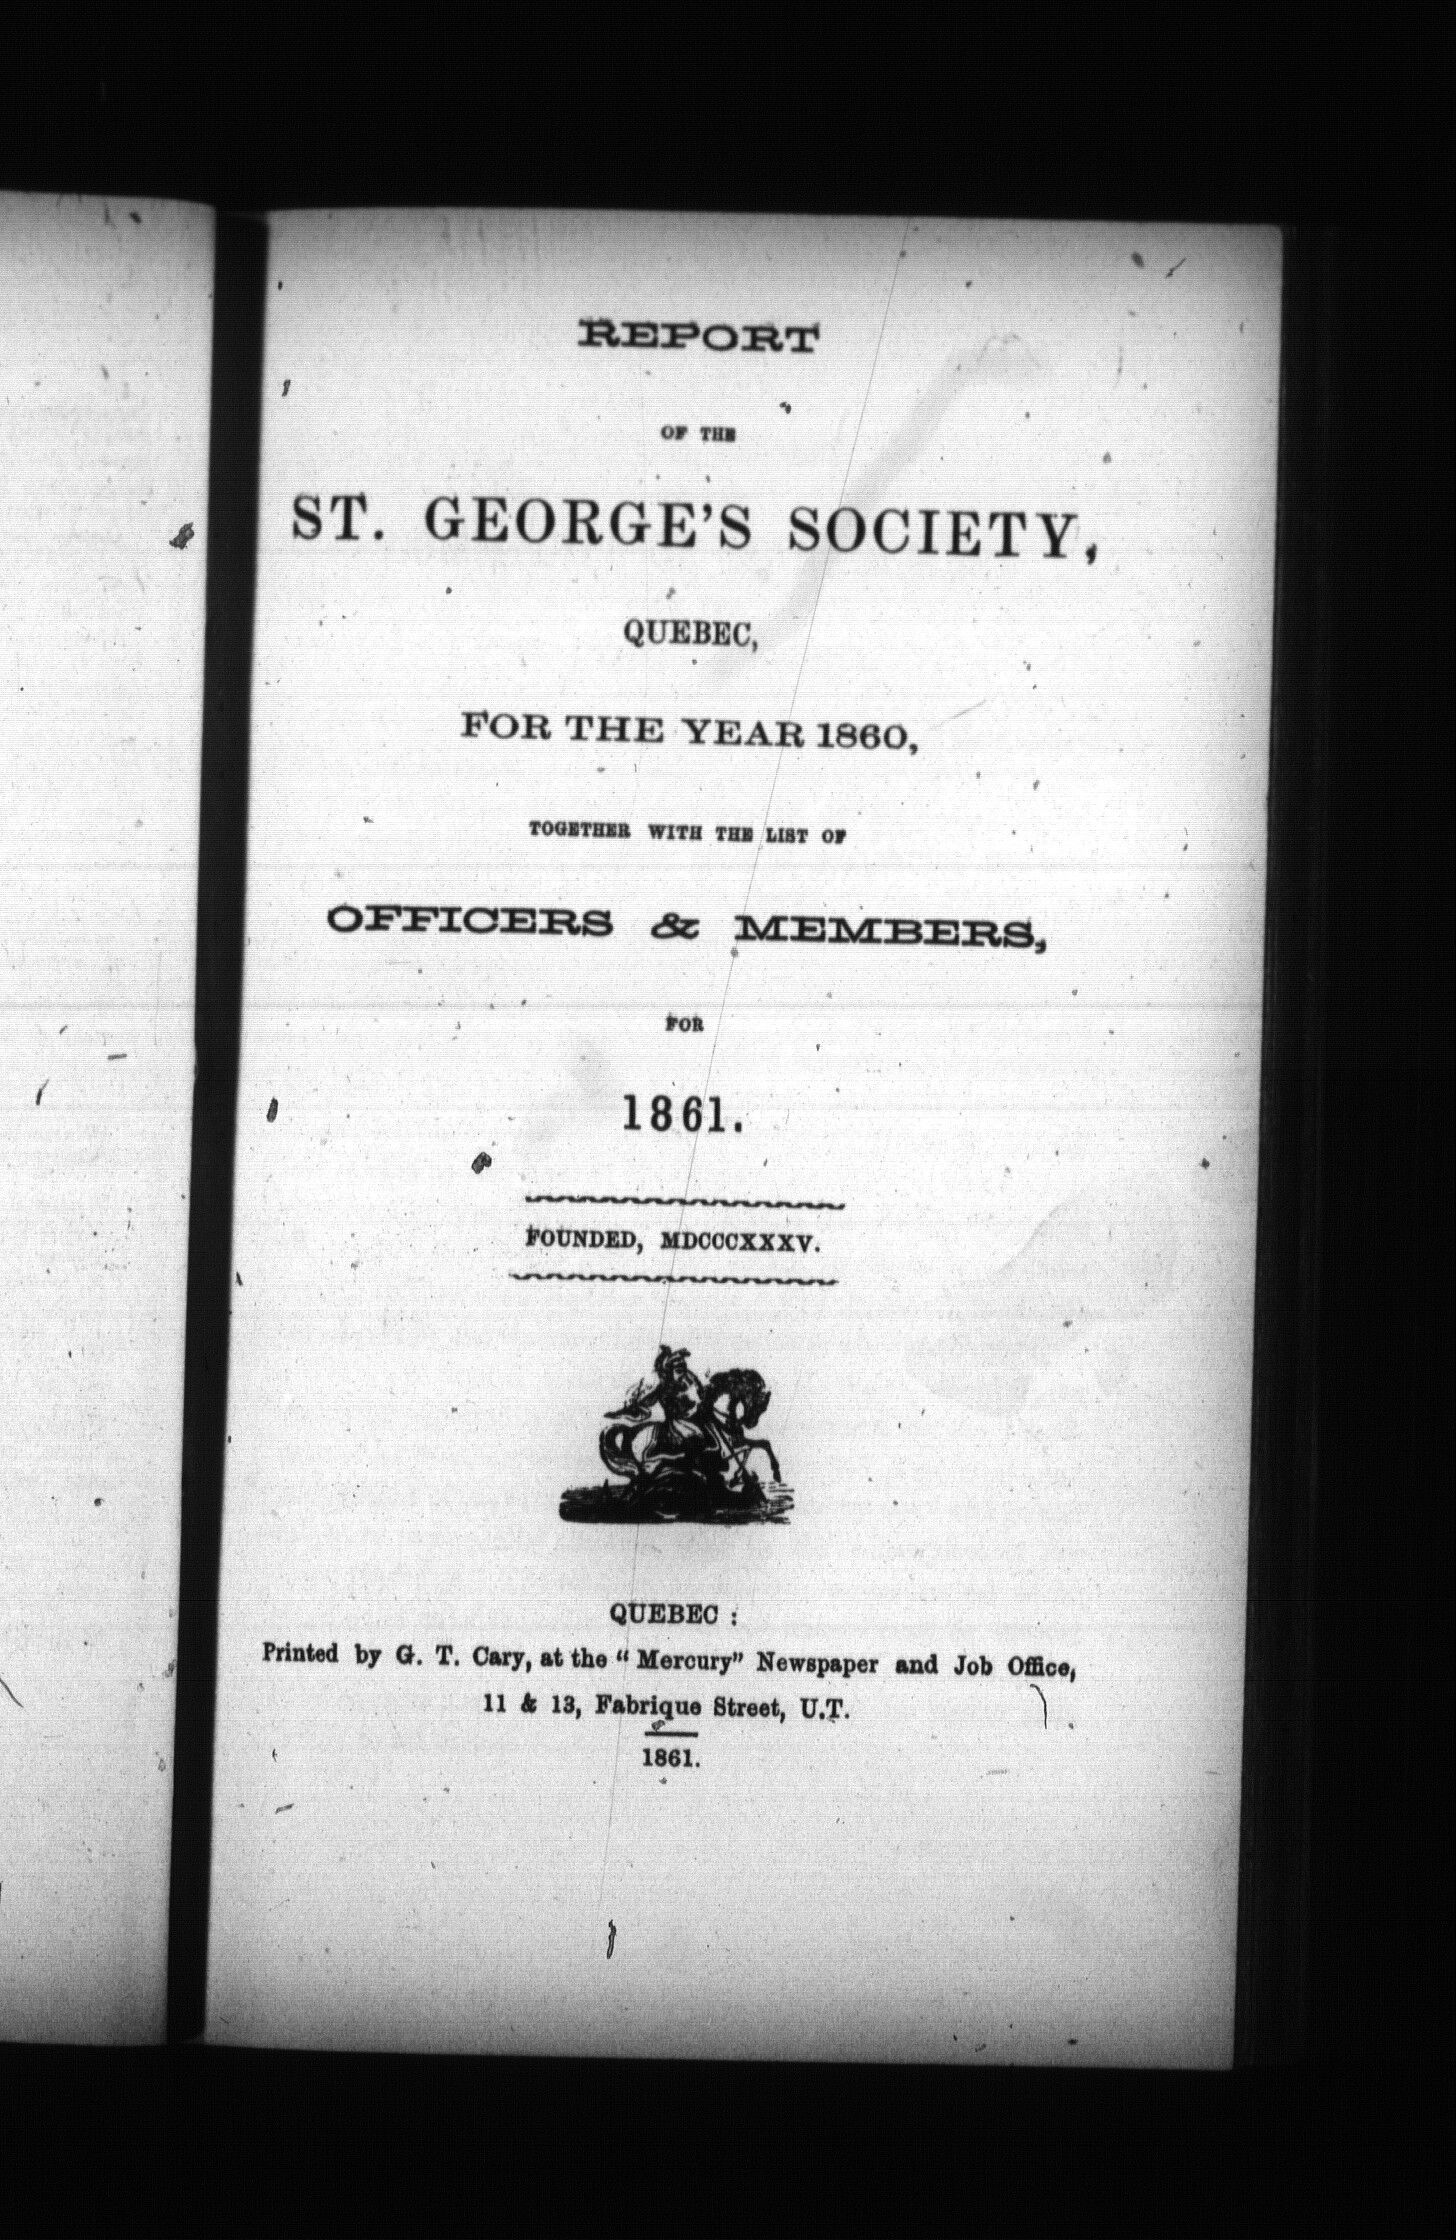 REPORT
OF THE
ST. GEORGE'S SOCIETY,
QUEBEC,
FOR THE YEAR 1860,
TOGETHER WITH THE LIST OF
OFFICERS & MEMBERS,
FOR
1861.
FOUNDED, MDCCCXXXV.
QUEBEC :
Printed by G. T. Cary, at the “ Mercury” Newspaper and Job Office,
11 & 13, Fabrique Street, U.T.
1861.